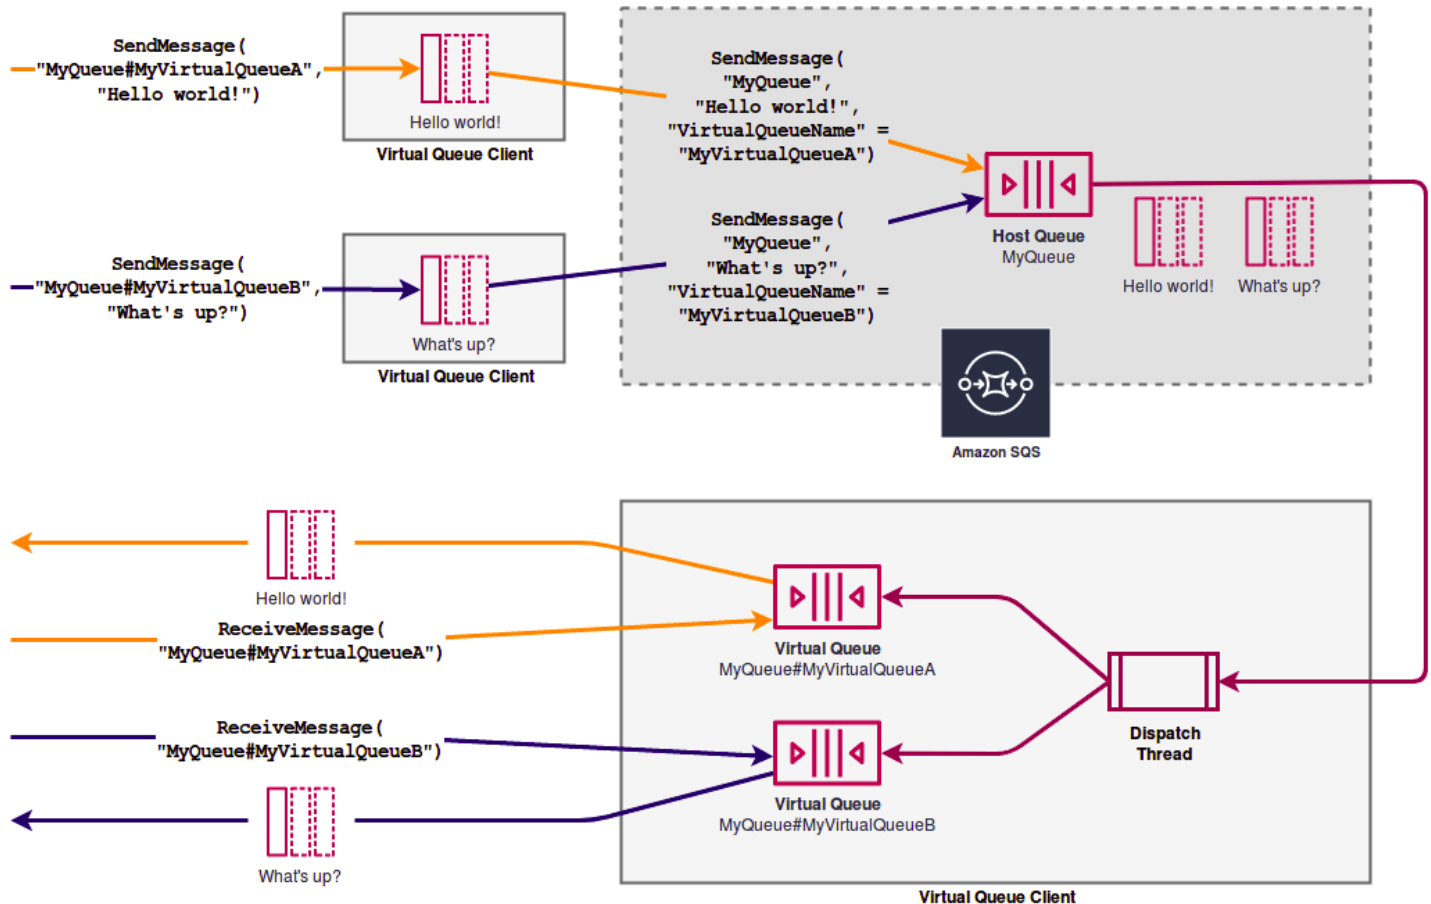 SendMessage(
"MyQueue#MyVirtualQueueA",
"Hello world!")
Hello world!
Virtual Queue Client
SendMessage(
"MyQueue",
"Hello world!",
"VirtualQueueName" =
"MyVirtualQueueA")
SendMessage(
"MyQueue#MyVirtualQueueB",
"What's up?")
What's up?
Virtual Queue Client
SendMessage(
"MyQueue",
"What's up?",
"VirtualQueueName" =
"MyVirtualQueueB")
Host Queue
MyQueue
Hello world!
What's up?
Amazon SQS
Hello world!
ReceiveMessage(
"MyQueue#MyVirtualQueueA")
Virtual Queue
MyQueue#MyVirtualQueueA
ReceiveMessage(
"MyQueue#MyVirtualQueueB")
What's up?
Virtual Queue
MyQueue#MyVirtualQueueB
Dispatch
Thread
Virtual Queue Client